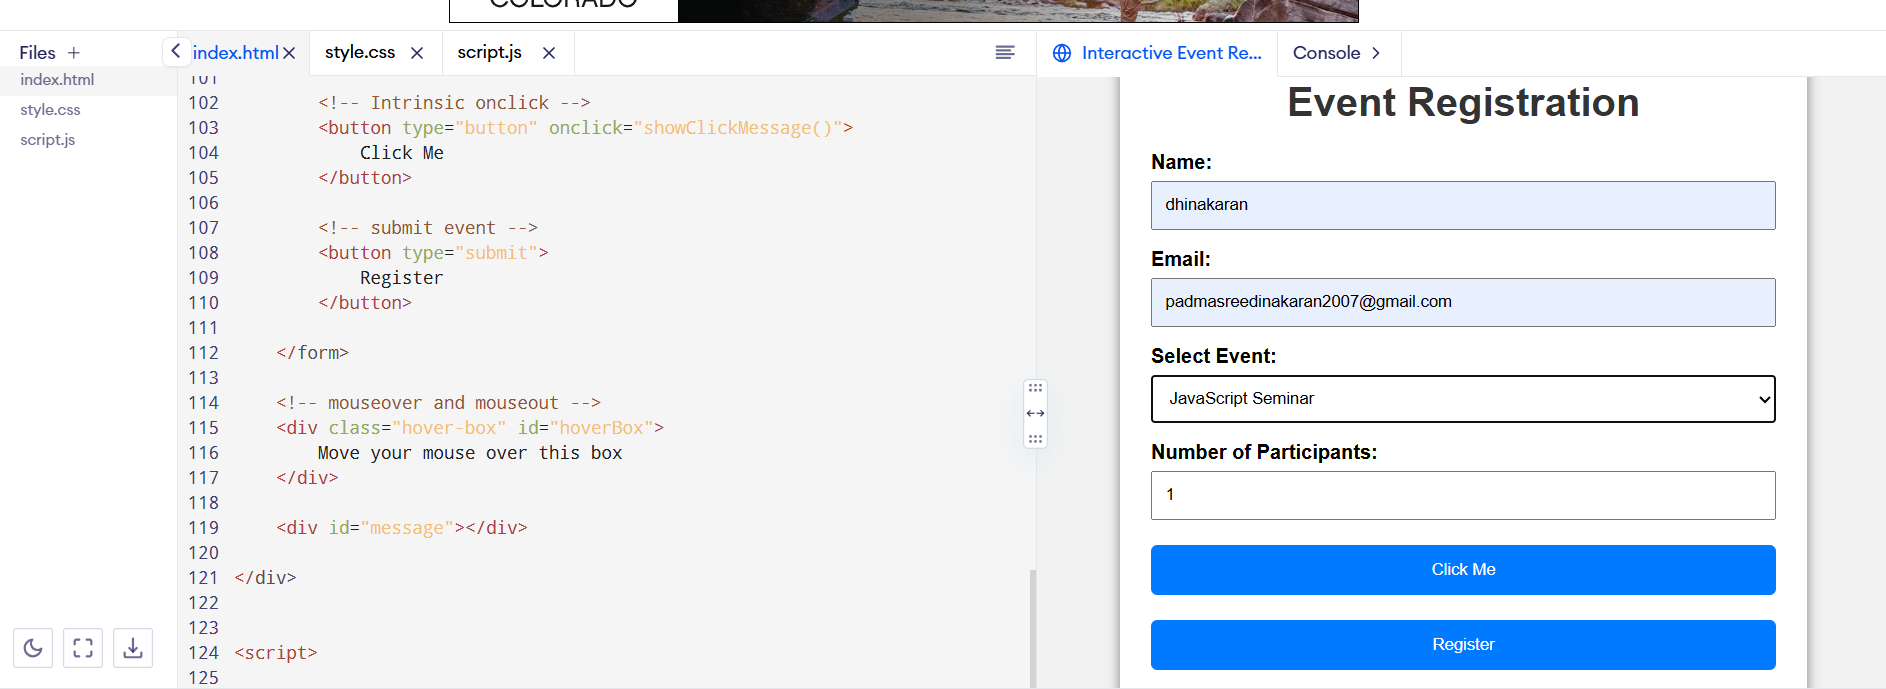 COLORADO
Files +
index.html
style.css
script.js
index.html
style.css
script.js
Interactive Event Re...
Console
101
102 <!-- Intrinsic onclick -->
103 <button type="button" onclick="showClickMessage()">
104 Click Me
105 </button>
106
107 <!-- submit event -->
108 <button type="submit">
109 Register
110 </button>
111
112 </form>
113
114 <!-- mouseover and mouseout -->
115 <div class="hover-box" id="hoverBox">
116 Move your mouse over this box
117 </div>
118
119 <div id="message"></div>
120
121 </div>
122
123
124 <script>
125
Event Registration
Name:
dhinakaran
Email:
padmasreedinakaran2007@gmail.com
Select Event:
JavaScript Seminar
Number of Participants:
1
Click Me
Register